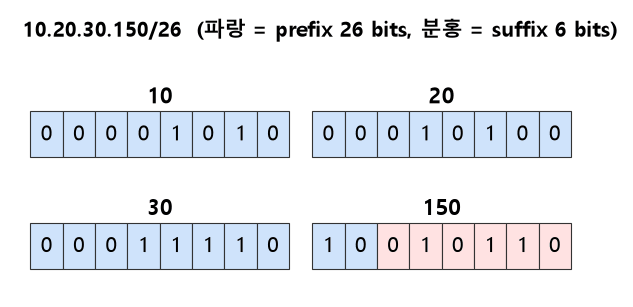 10.20.30.150/26 (파랑 = prefix 26 bits, 분홍 = suffix 6 bits)
10 20
0 0 0 0 1 0 1 0 0 0 0 1 0 1 0 0
30 150
0 0 0 1 1 1 1 0 1 0 0 1 0 1 1 0